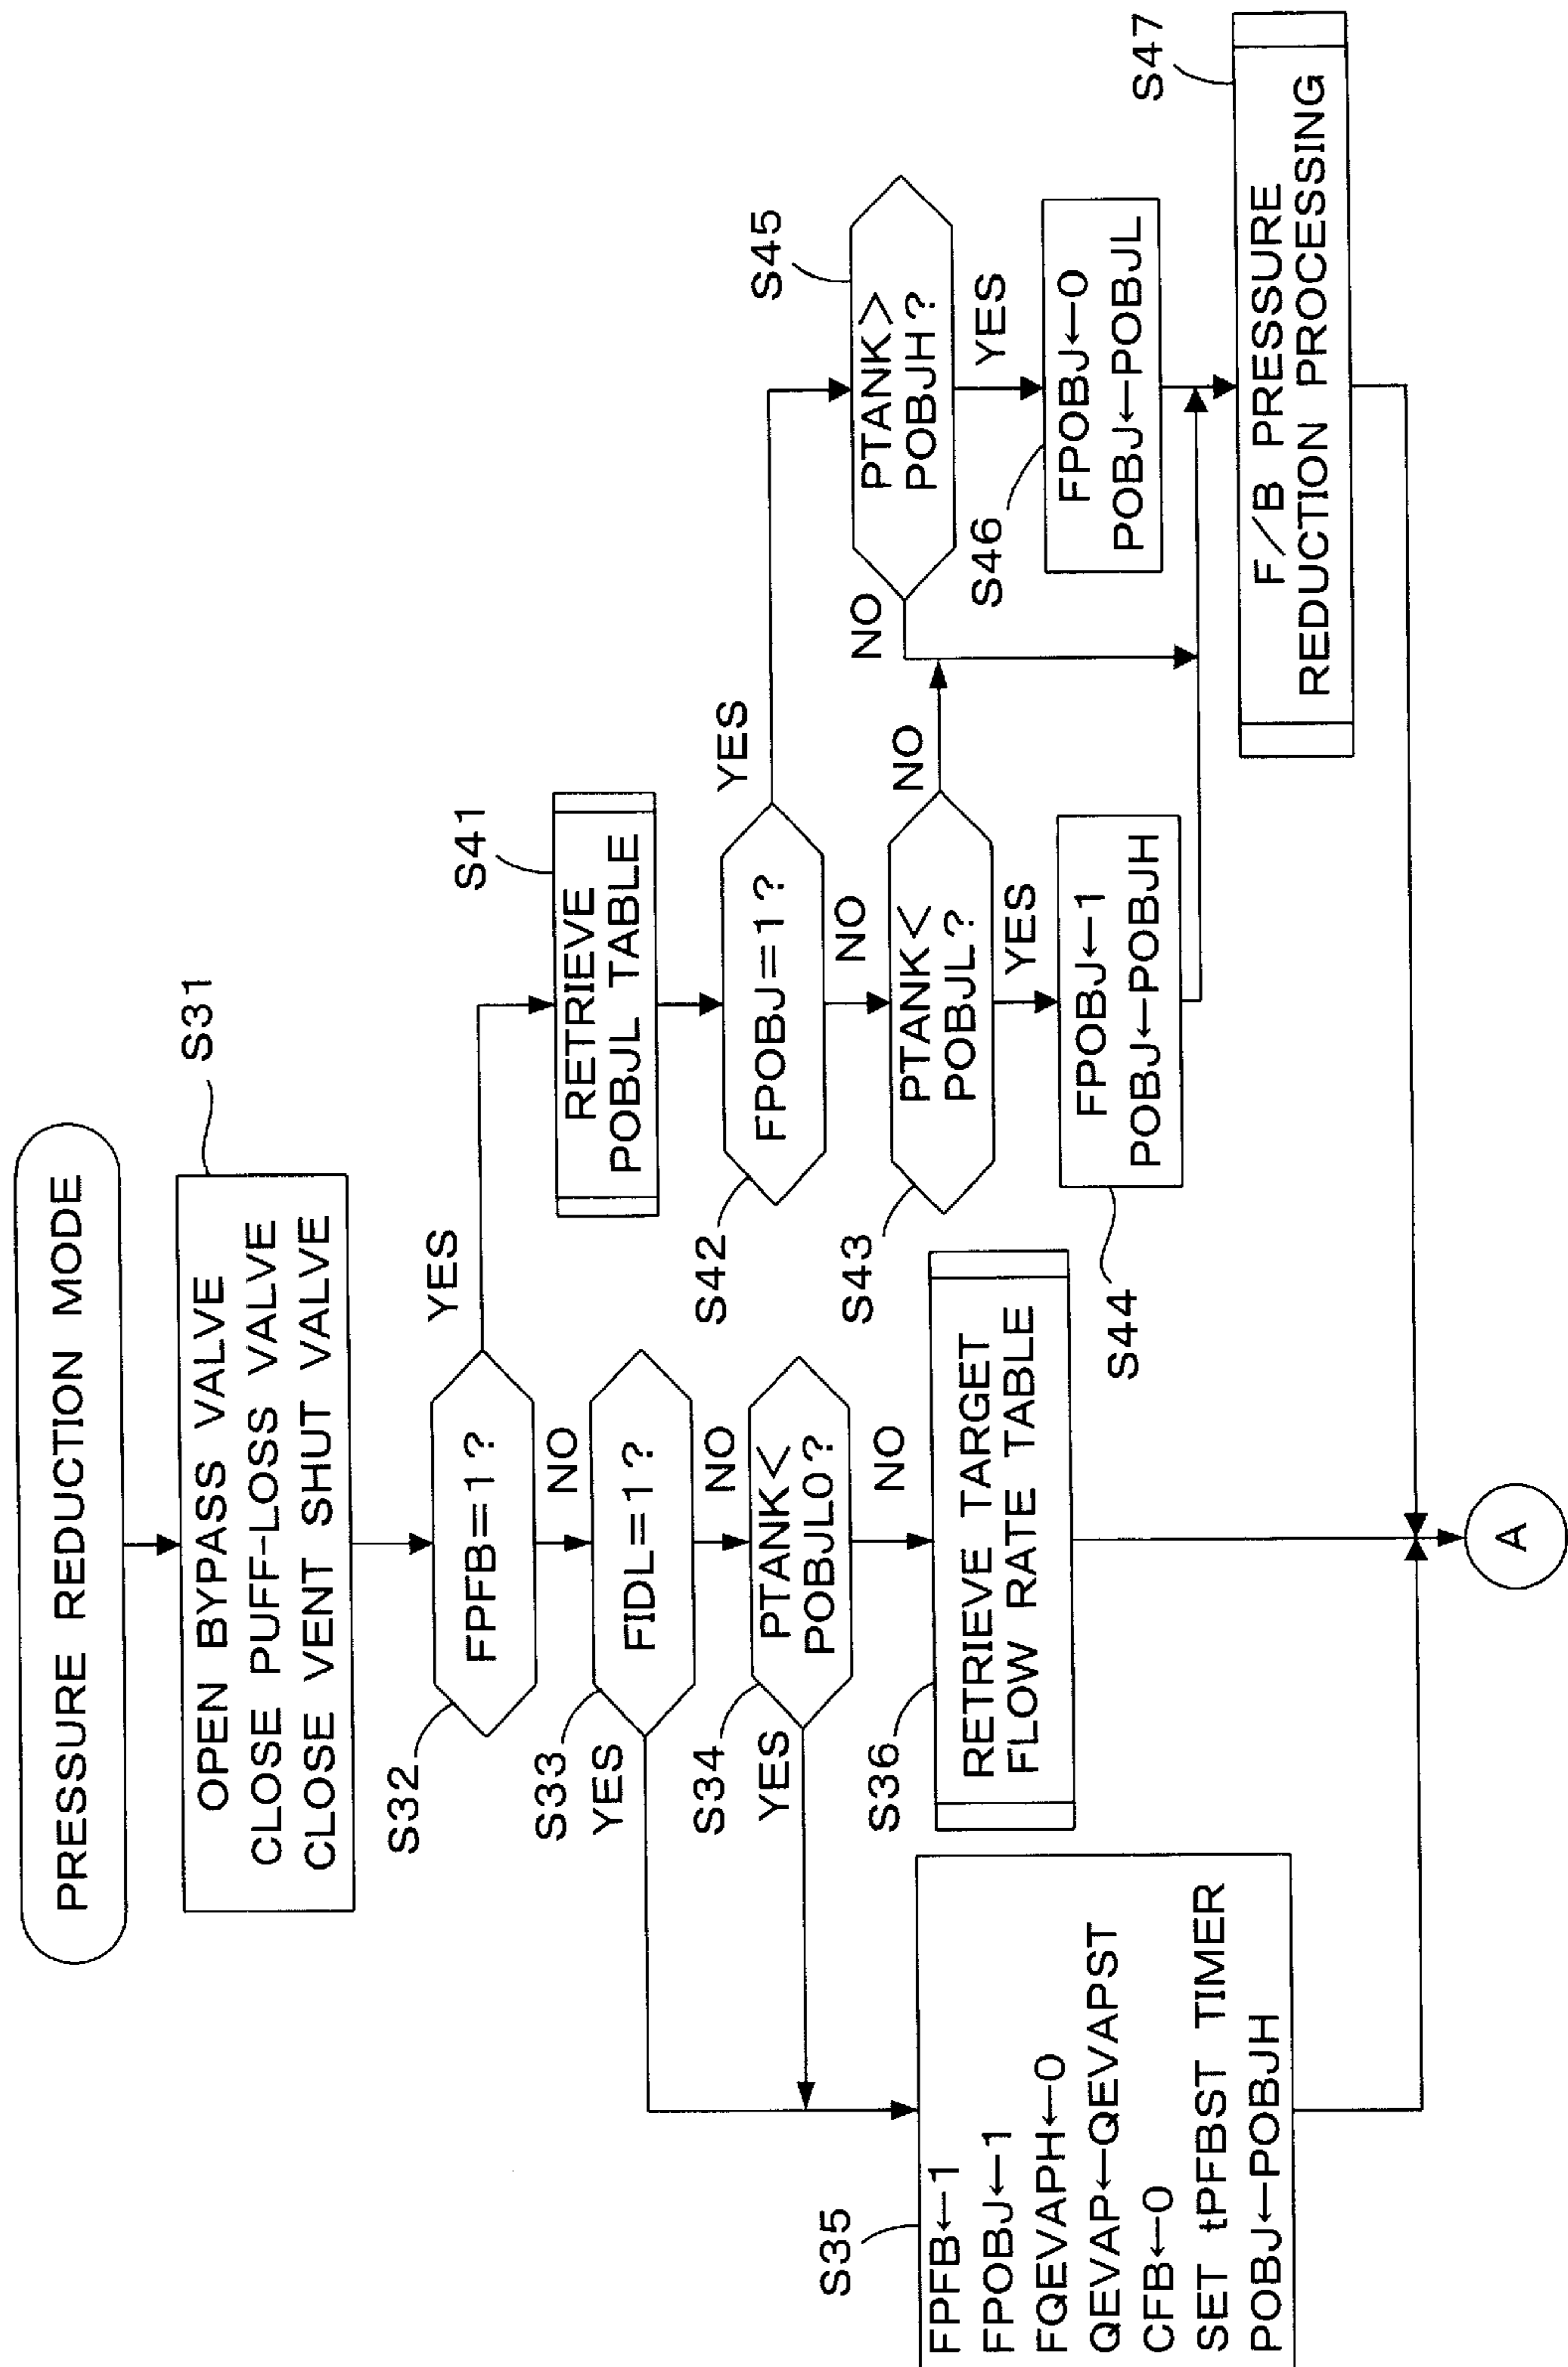 PRESSURE REDUCTION MODE
S31
OPEN BYPASS VALVE
CLOSE PUFF-LOSS VALVE
CLOSE VENT SHUT VALVE
S32
FPFB=1?
YES
NO
S33
FIDL=1?
YES
NO
S34
PTANK<
POBJL0?
YES
NO
S35
FPFB←1
FPOBJ←1
FQEVAPH←0
QEVAP←QEVAPST
CFB←0
SET tPFBST TIMER
POBJ←POBJH
S36
RETRIEVE TARGET
FLOW RATE TABLE
S41
RETRIEVE
POBJL TABLE
S42
FPOBJ=1?
YES
NO
S43
PTANK<
POBJL?
NO
YES
S44
FPOBJ←1
POBJ←POBJH
S45
PTANK>
POBJH?
NO
YES
S46
FPOBJ←0
POBJ←POBJL
S47
F/B PRESSURE
REDUCTION PROCESSING
A